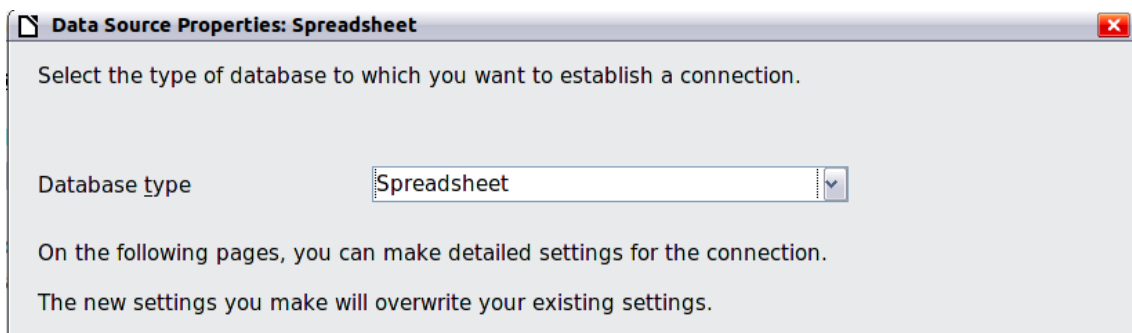 Data Source Properties: Spreadsheet
Select the type of database to which you want to establish a connection.
Database type
Spreadsheet
On the following pages, you can make detailed settings for the connection.
The new settings you make will overwrite your existing settings.